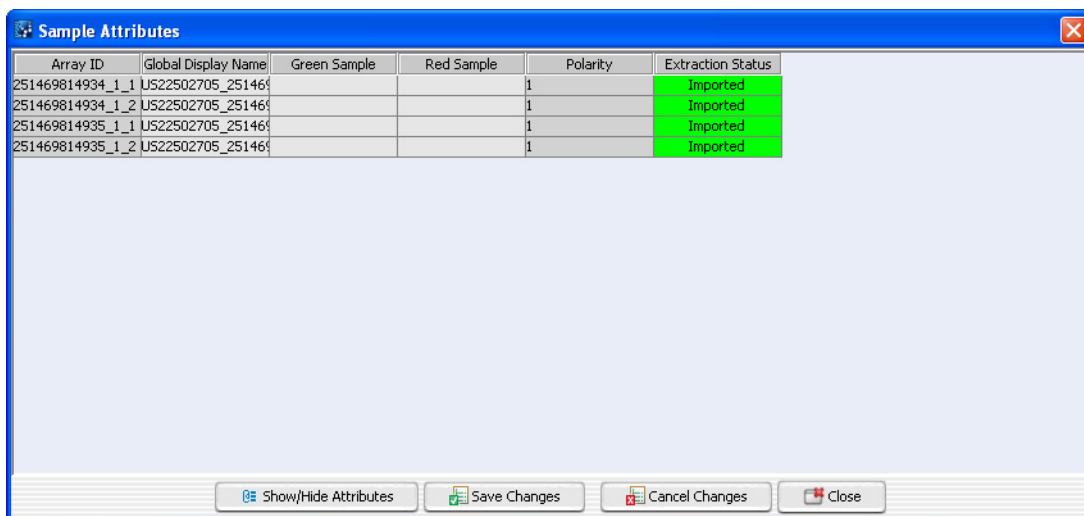 Sample Attributes
Array ID Global Display Name Green Sample Red Sample Polarity Extraction Status
251469814934_1_1 US22502705_25146 1 Imported
251469814934_1_2 US22502705_25146 1 Imported
251469814935_1_1 US22502705_25146 1 Imported
251469814935_1_2 US22502705_25146 1 Imported
Show/Hide Attributes Save Changes Cancel Changes Close